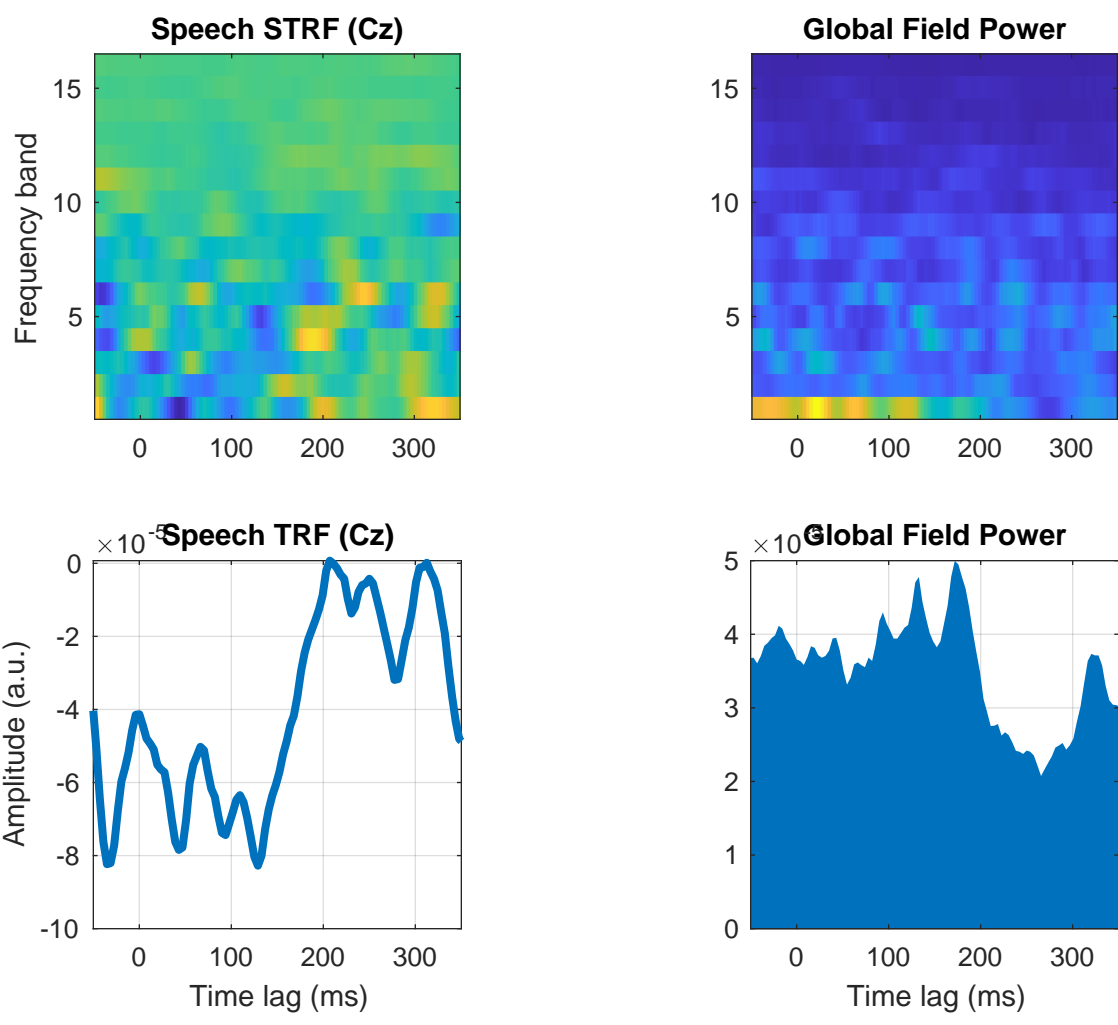 Speech STRF (Cz)
Frequency band
15
10
5
0 100 200 300
Global Field Power
15
10
5
0 100 200 300
Speech TRF (Cz)
×10-5
Amplitude (a.u.)
0
-2
-4
-6
-8
-10
0 100 200 300
Time lag (ms)
Global Field Power
×10-5
5
4
3
2
1
0
0 100 200 300
Time lag (ms)